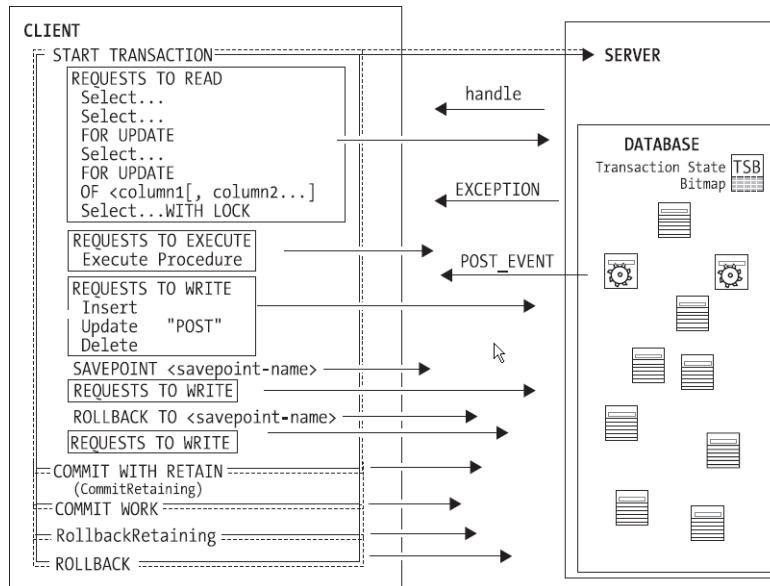 CLIENT
START TRANSACTION
REQUESTS TO READ
Select...
Select...
FOR UPDATE
Select...
FOR UPDATE
OF <column1[, column2...]
Select...WITH LOCK
REQUESTS TO EXECUTE
Execute Procedure
REQUESTS TO WRITE
Insert
Update "POST"
Delete
SAVEPOINT <savepoint-name>
REQUESTS TO WRITE
ROLLBACK TO <savepoint-name>
REQUESTS TO WRITE
COMMIT WITH RETAIN
(CommitRetaining)
COMMIT WORK
RollbackRetaining
ROLLBACK
handle
EXCEPTION
POST_EVENT
SERVER
DATABASE
Transaction State TSB
Bitmap